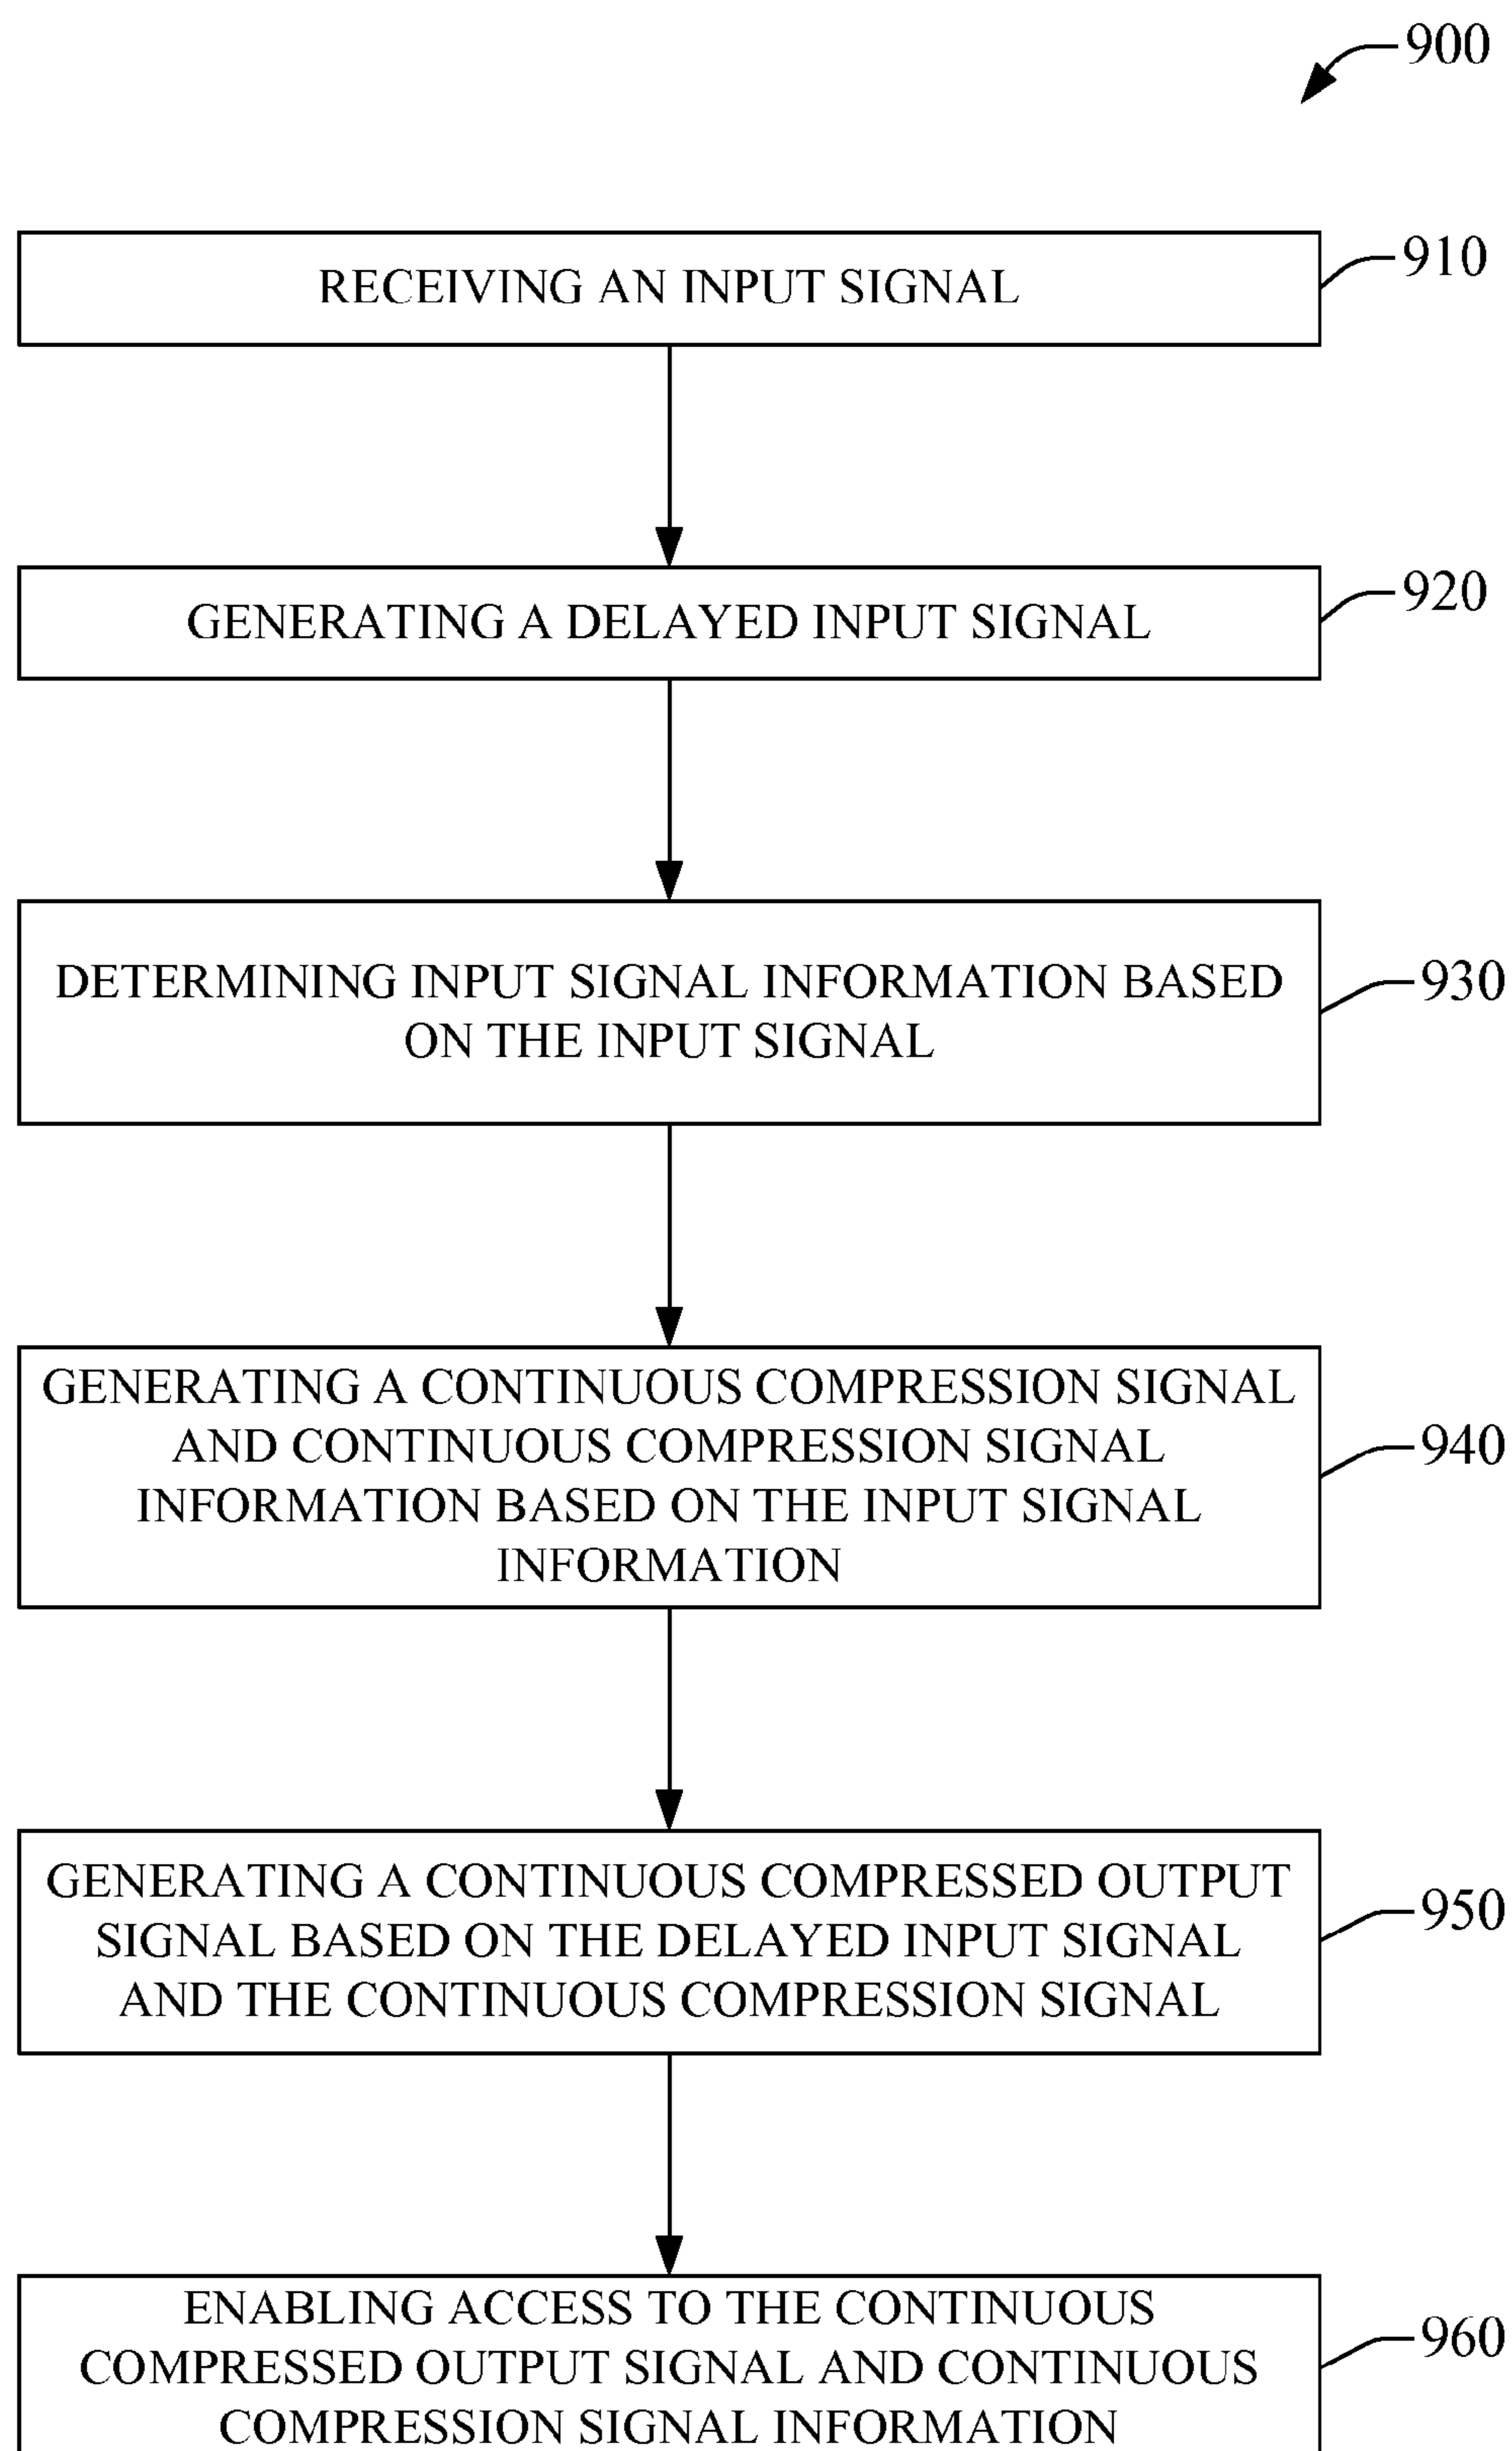 900
RECEIVING AN INPUT SIGNAL
910
GENERATING A DELAYED INPUT SIGNAL
920
DETERMINING INPUT SIGNAL INFORMATION BASED
ON THE INPUT SIGNAL
930
GENERATING A CONTINUOUS COMPRESSION SIGNAL
AND CONTINUOUS COMPRESSION SIGNAL
INFORMATION BASED ON THE INPUT SIGNAL
INFORMATION
940
GENERATING A CONTINUOUS COMPRESSED OUTPUT
SIGNAL BASED ON THE DELAYED INPUT SIGNAL
AND THE CONTINUOUS COMPRESSION SIGNAL
950
ENABLING ACCESS TO THE CONTINUOUS
COMPRESSED OUTPUT SIGNAL AND CONTINUOUS
COMPRESSION SIGNAL INFORMATION
960